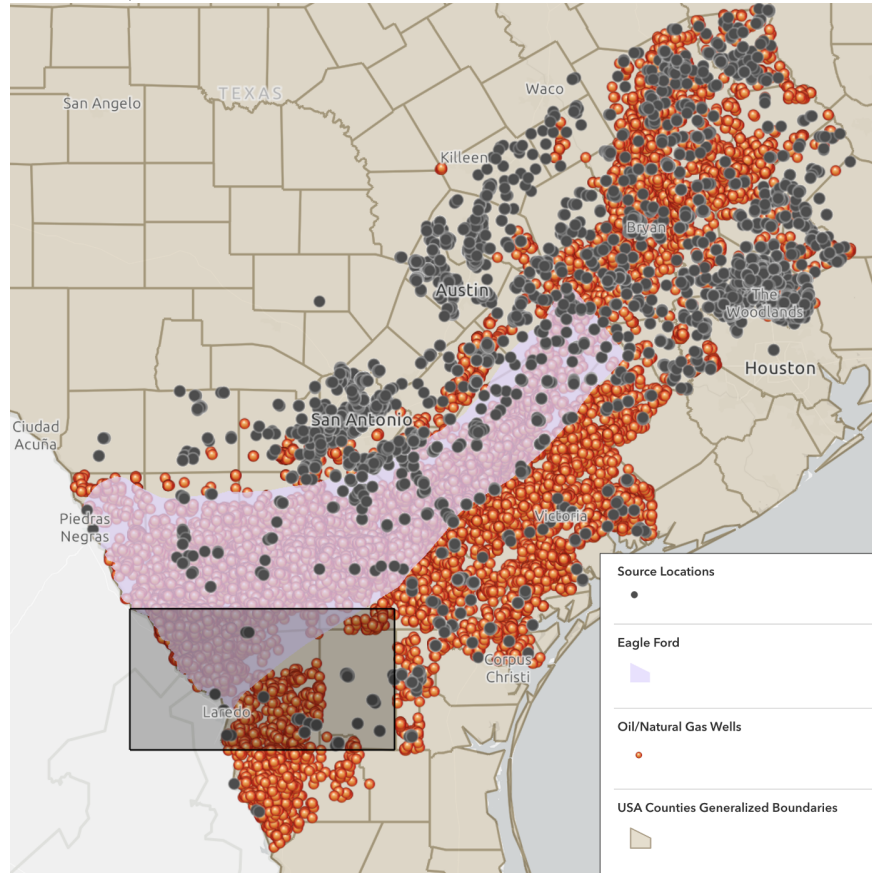 TEXAS
San Angelo
Waco
Killeen
Bryan
Austin
The
Woodlands
Houston
San Antonio
Ciudad
Acuña
Piedras
Negras
Victoria
Corpus
Christi
Laredo
Source Locations
Eagle Ford
Oil/Natural Gas Wells
USA Counties Generalized Boundaries